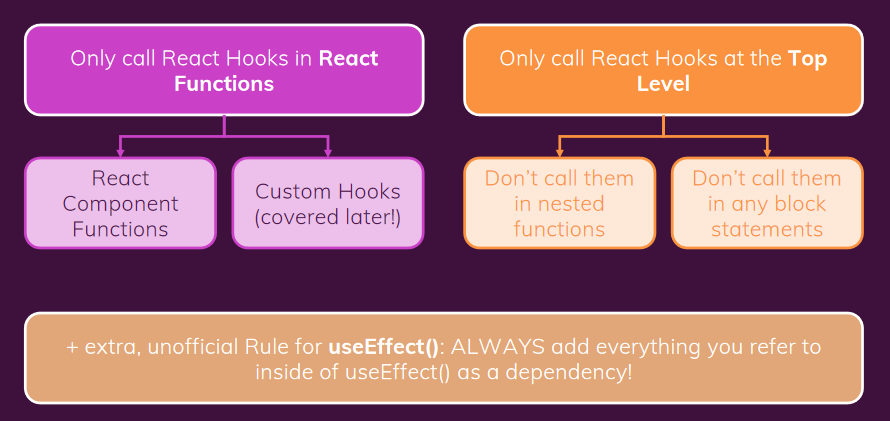 Only call React Hooks in React
Functions
Only call React Hooks at the Top
Level
React
Component
Functions
Custom Hooks
(covered later!)
Don’t call them
in nested
functions
Don’t call them
in any block
statements
+ extra, unofficial Rule for useEffect(): ALWAYS add everything you refer to
inside of useEffect() as a dependency!